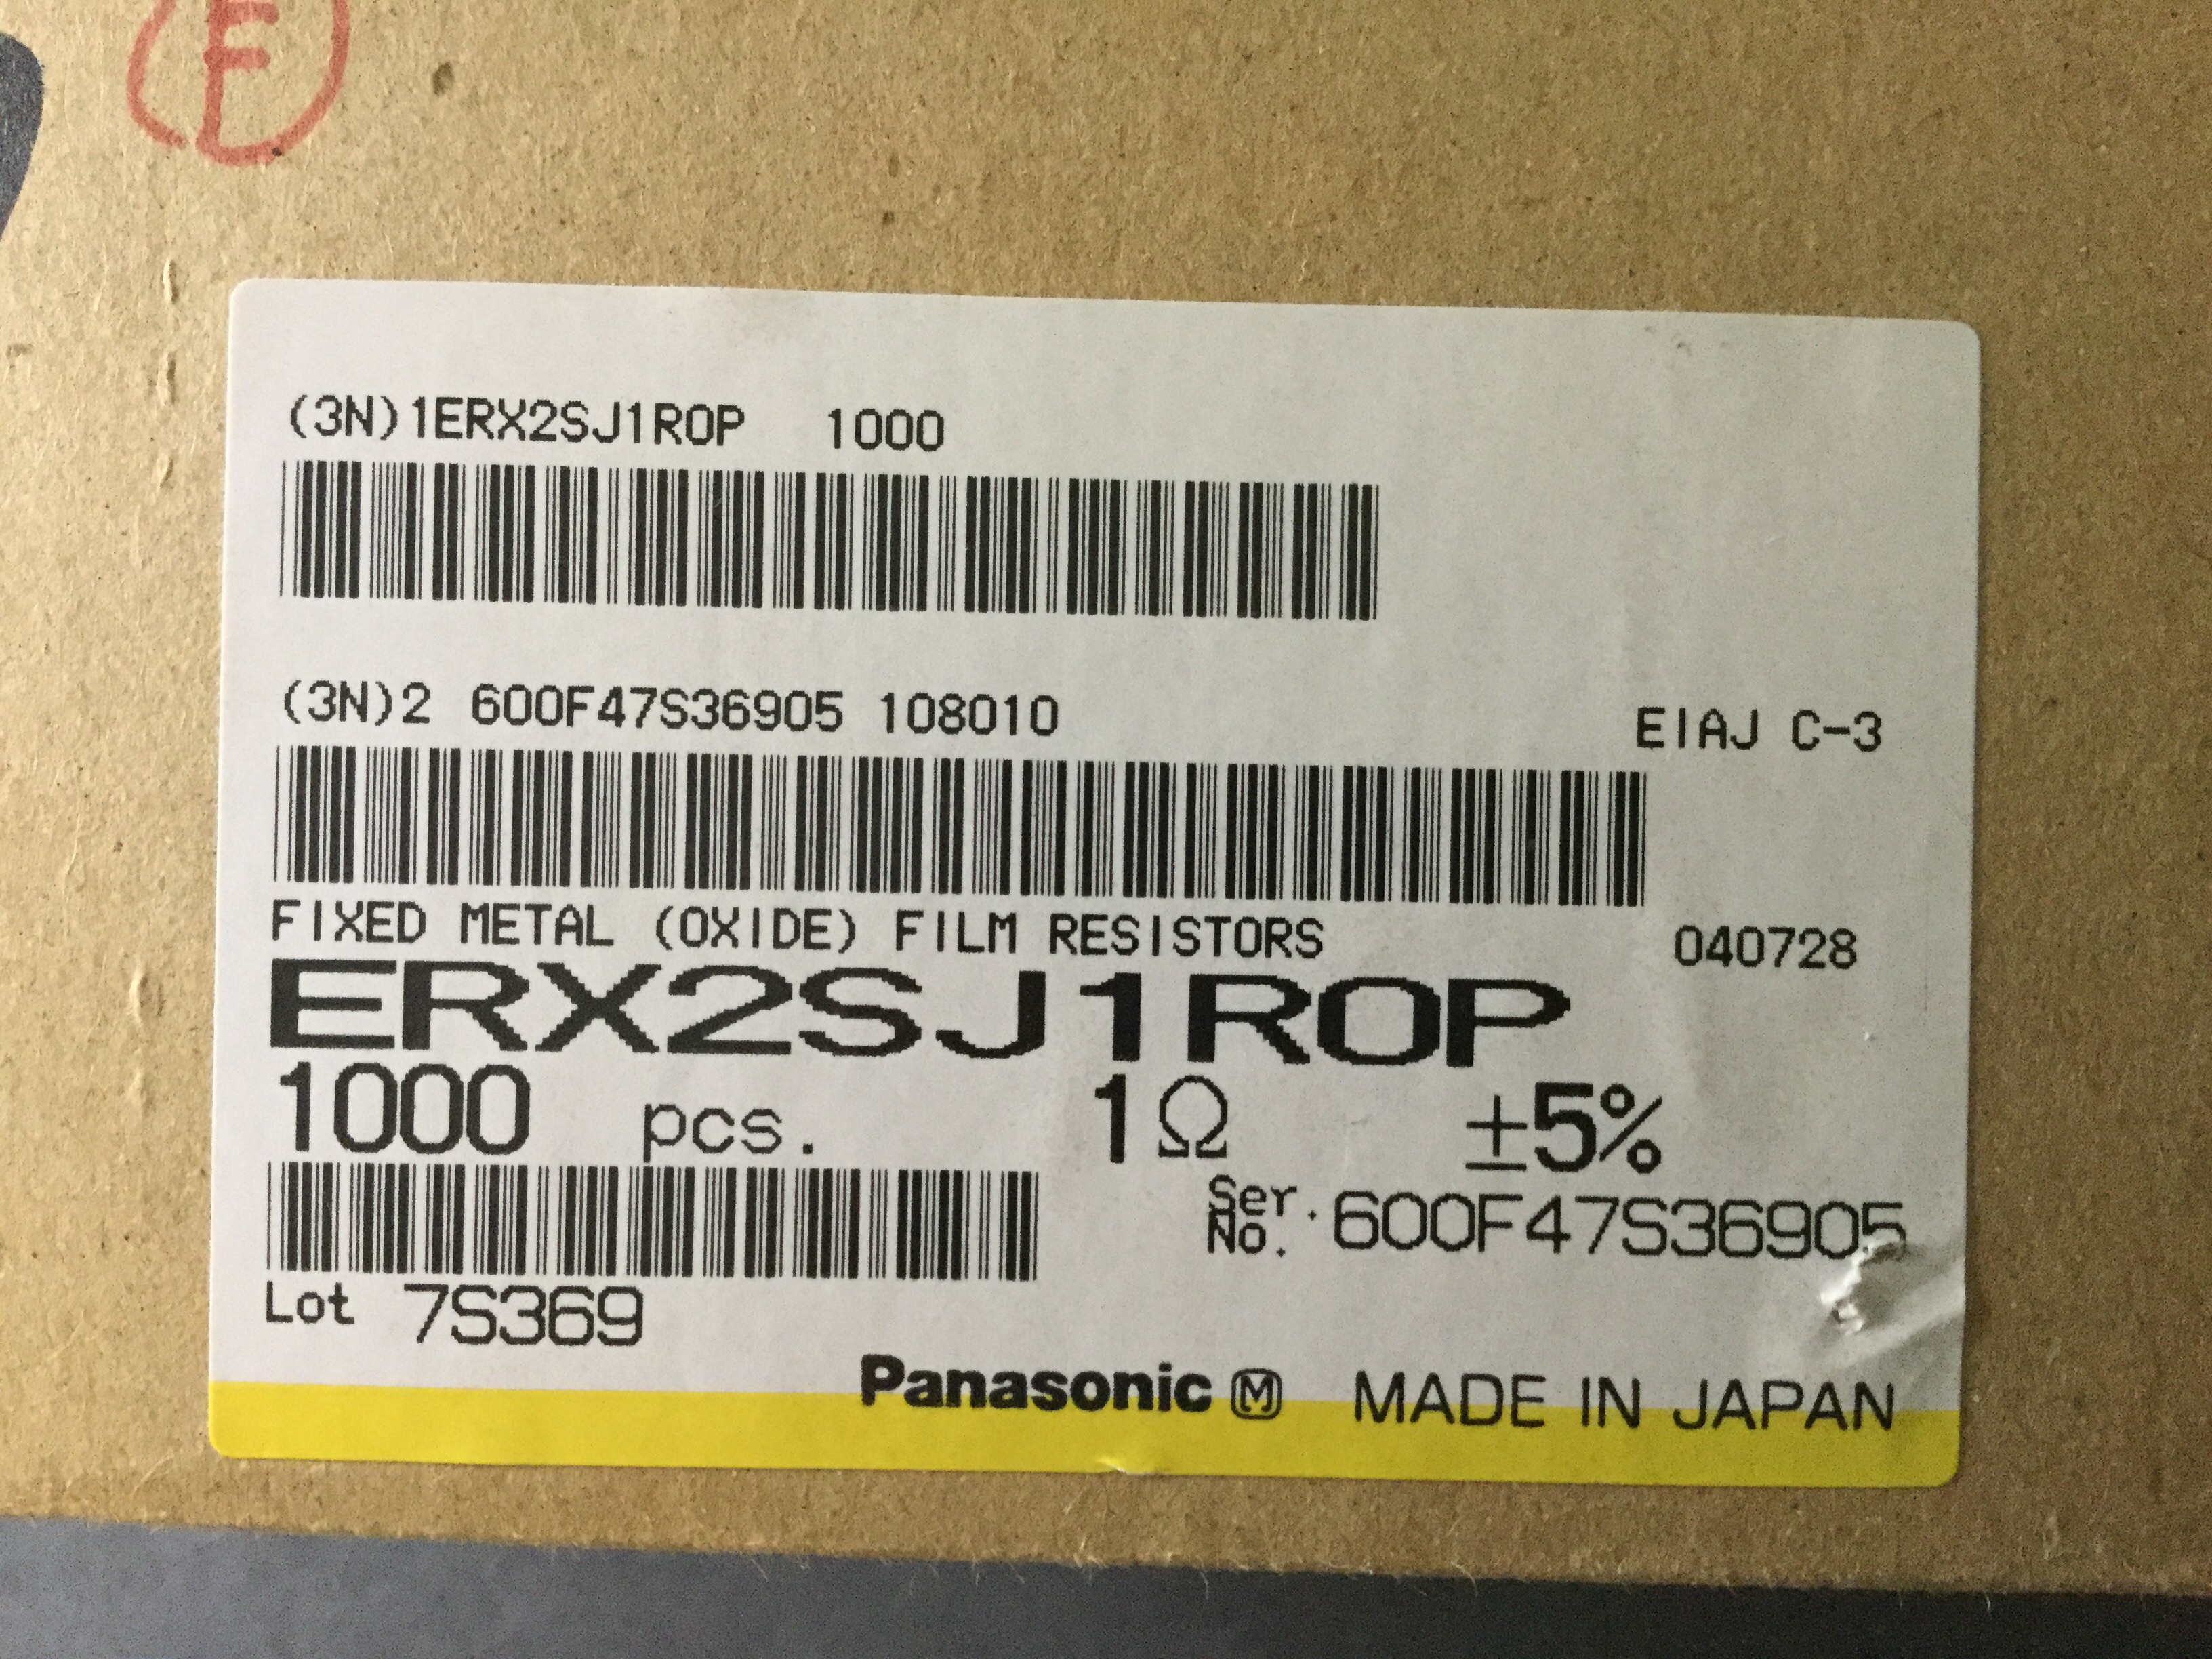 F
(3N)1ERX2SJ1R0P 1000
(3N)2 600F47S36905 108010
EIAJ C-3
FIXED METAL (OXIDE) FILM RESISTORS 040728
ERX2SJ1R0P
1000 pcs. 1Ω ±5%
Ser. No. 600F47S36905
Lot 7S369
Panasonic M MADE IN JAPAN